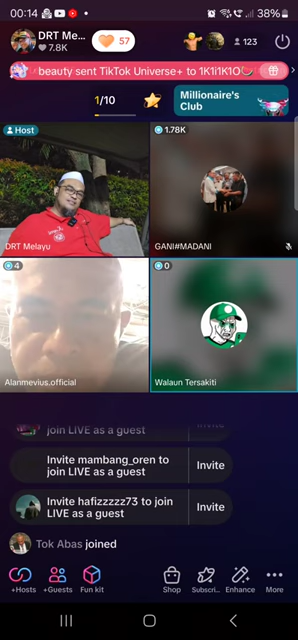 00:14
38%
DRT Me...
7.8K
57
123
beauty sent TikTok Universe+ to 1K1i1K1O
1/10
Millionaire's
Club
Host
1.78K
DRT Melayu
GANI#MADANI
4
0
Alanmevius.official
Walaun Tersakiti
join LIVE as a guest
Invite mambang_oren to
join LIVE as a guest
Invite
Invite hafizzzzz73 to join
LIVE as a guest
Invite
Tok Abas joined
+Hosts
+Guests
Fun kit
Shop
Subscri...
Enhance
More